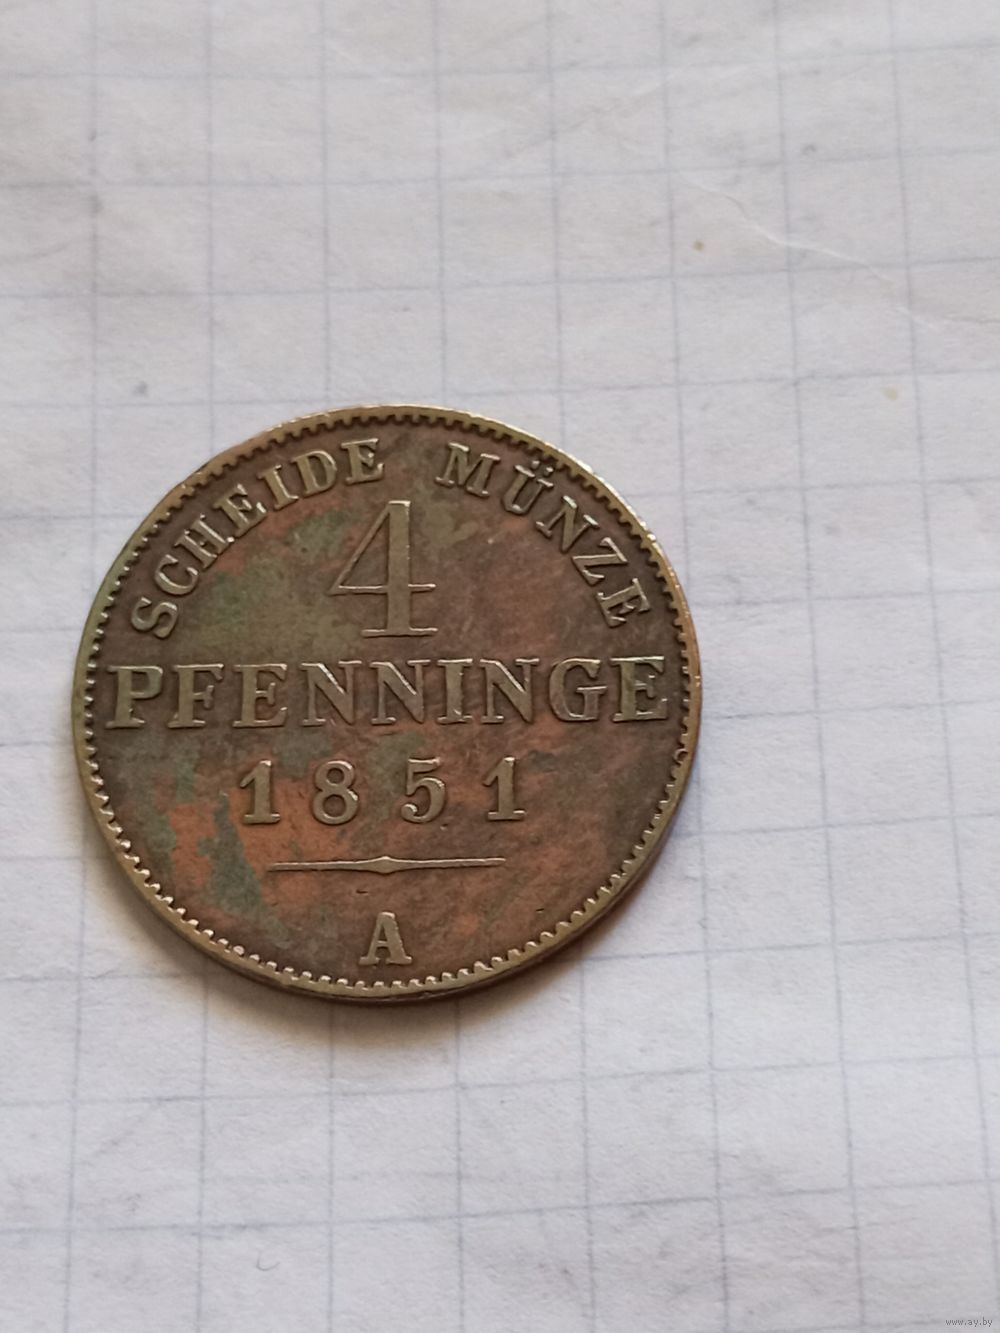 SCHEIDE MÜNZE
4
PFENNINGE
1851
A
www.ay.by